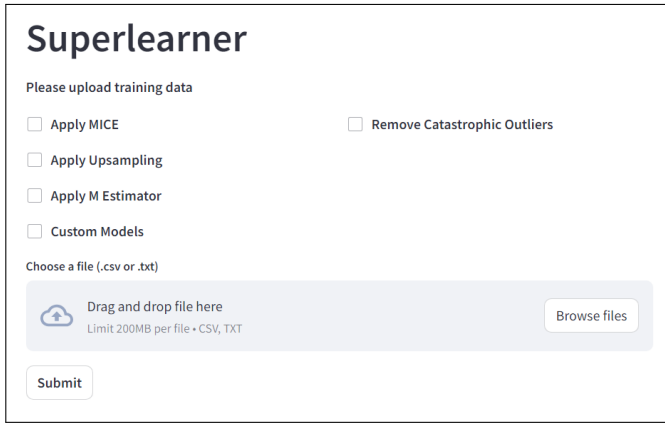 Superlearner
Please upload training data
Apply MICE
Remove Catastrophic Outliers
Apply Upsampling
Apply M Estimator
Custom Models
Choose a file (.csv or .txt)
Drag and drop file here
Limit 200MB per file • CSV, TXT
Browse files
Submit